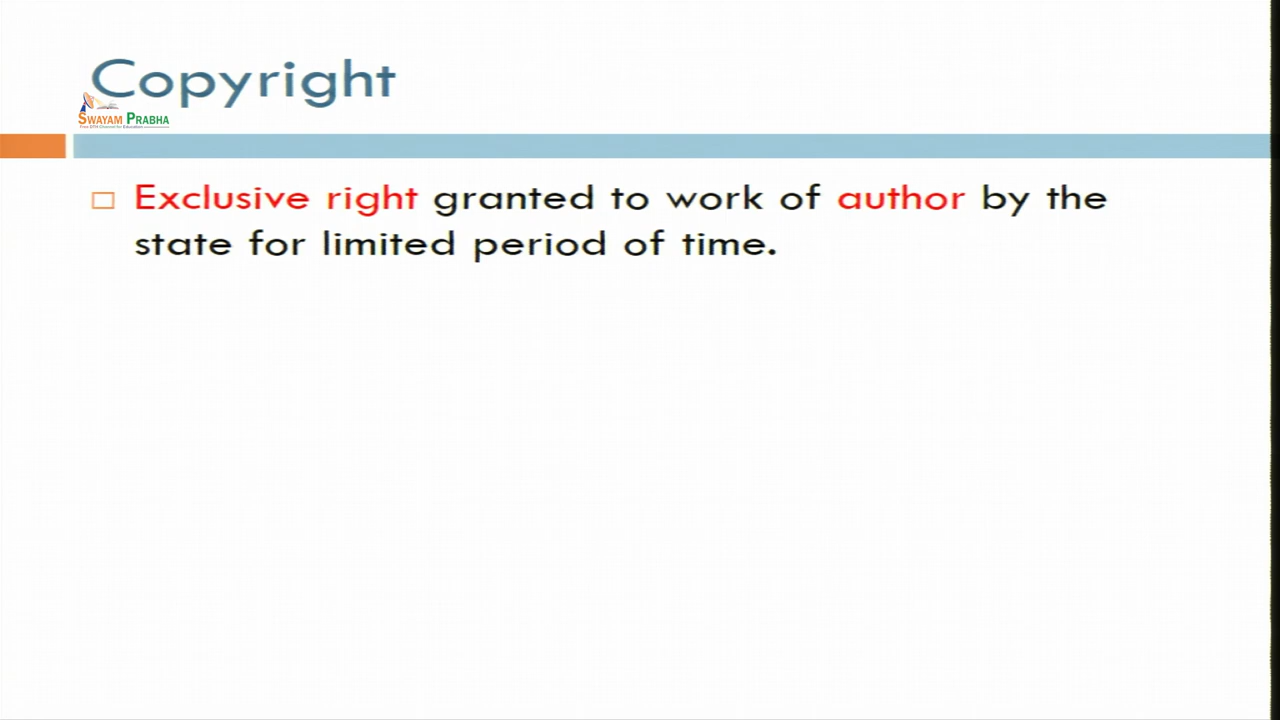 Copyright
SWAYAM PRABHA
Exclusive right granted to work of author by the
state for limited period of time.